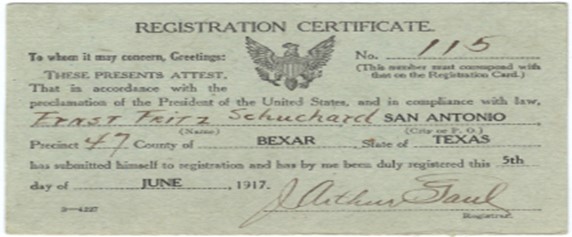 REGISTRATION CERTIFICATE.
To whom it may concern, Greetings: No. 115
(This number must correspond with
THESE PRESENTS ATTEST, that on the Registration Card.)
That in accordance with the
proclamation of the President of the United States, and in compliance with law,
Ernst Fritz Schuchard SAN ANTONIO
(Name) (City or P. O.)
Precinct 47 County of BEXAR, State of TEXAS
has submitted himself to registration and has by me been duly registered this 5th
day of JUNE, 1917. J Arthur
Registrar.